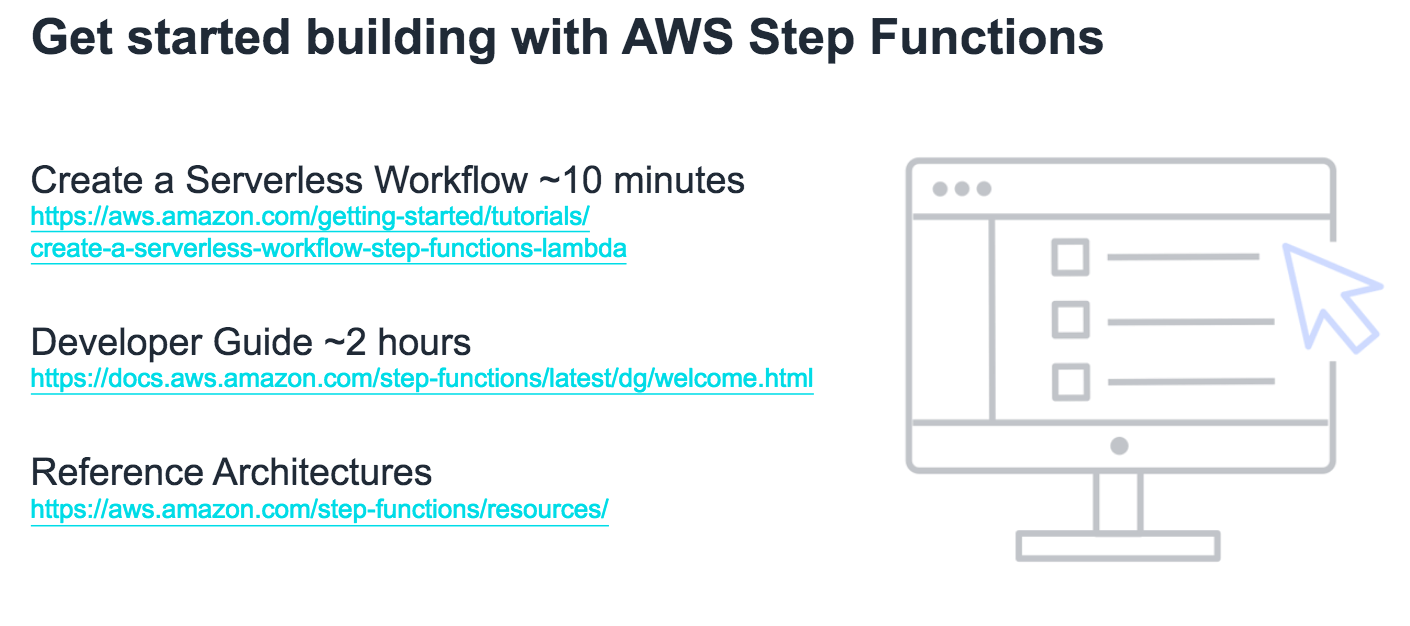 Get started building with AWS Step Functions
Create a Serverless Workflow ~10 minutes
https://aws.amazon.com/getting-started/tutorials/
create-a-serverless-workflow-step-functions-lambda
Developer Guide ~2 hours
https://docs.aws.amazon.com/step-functions/latest/dg/welcome.html
Reference Architectures
https://aws.amazon.com/step-functions/resources/